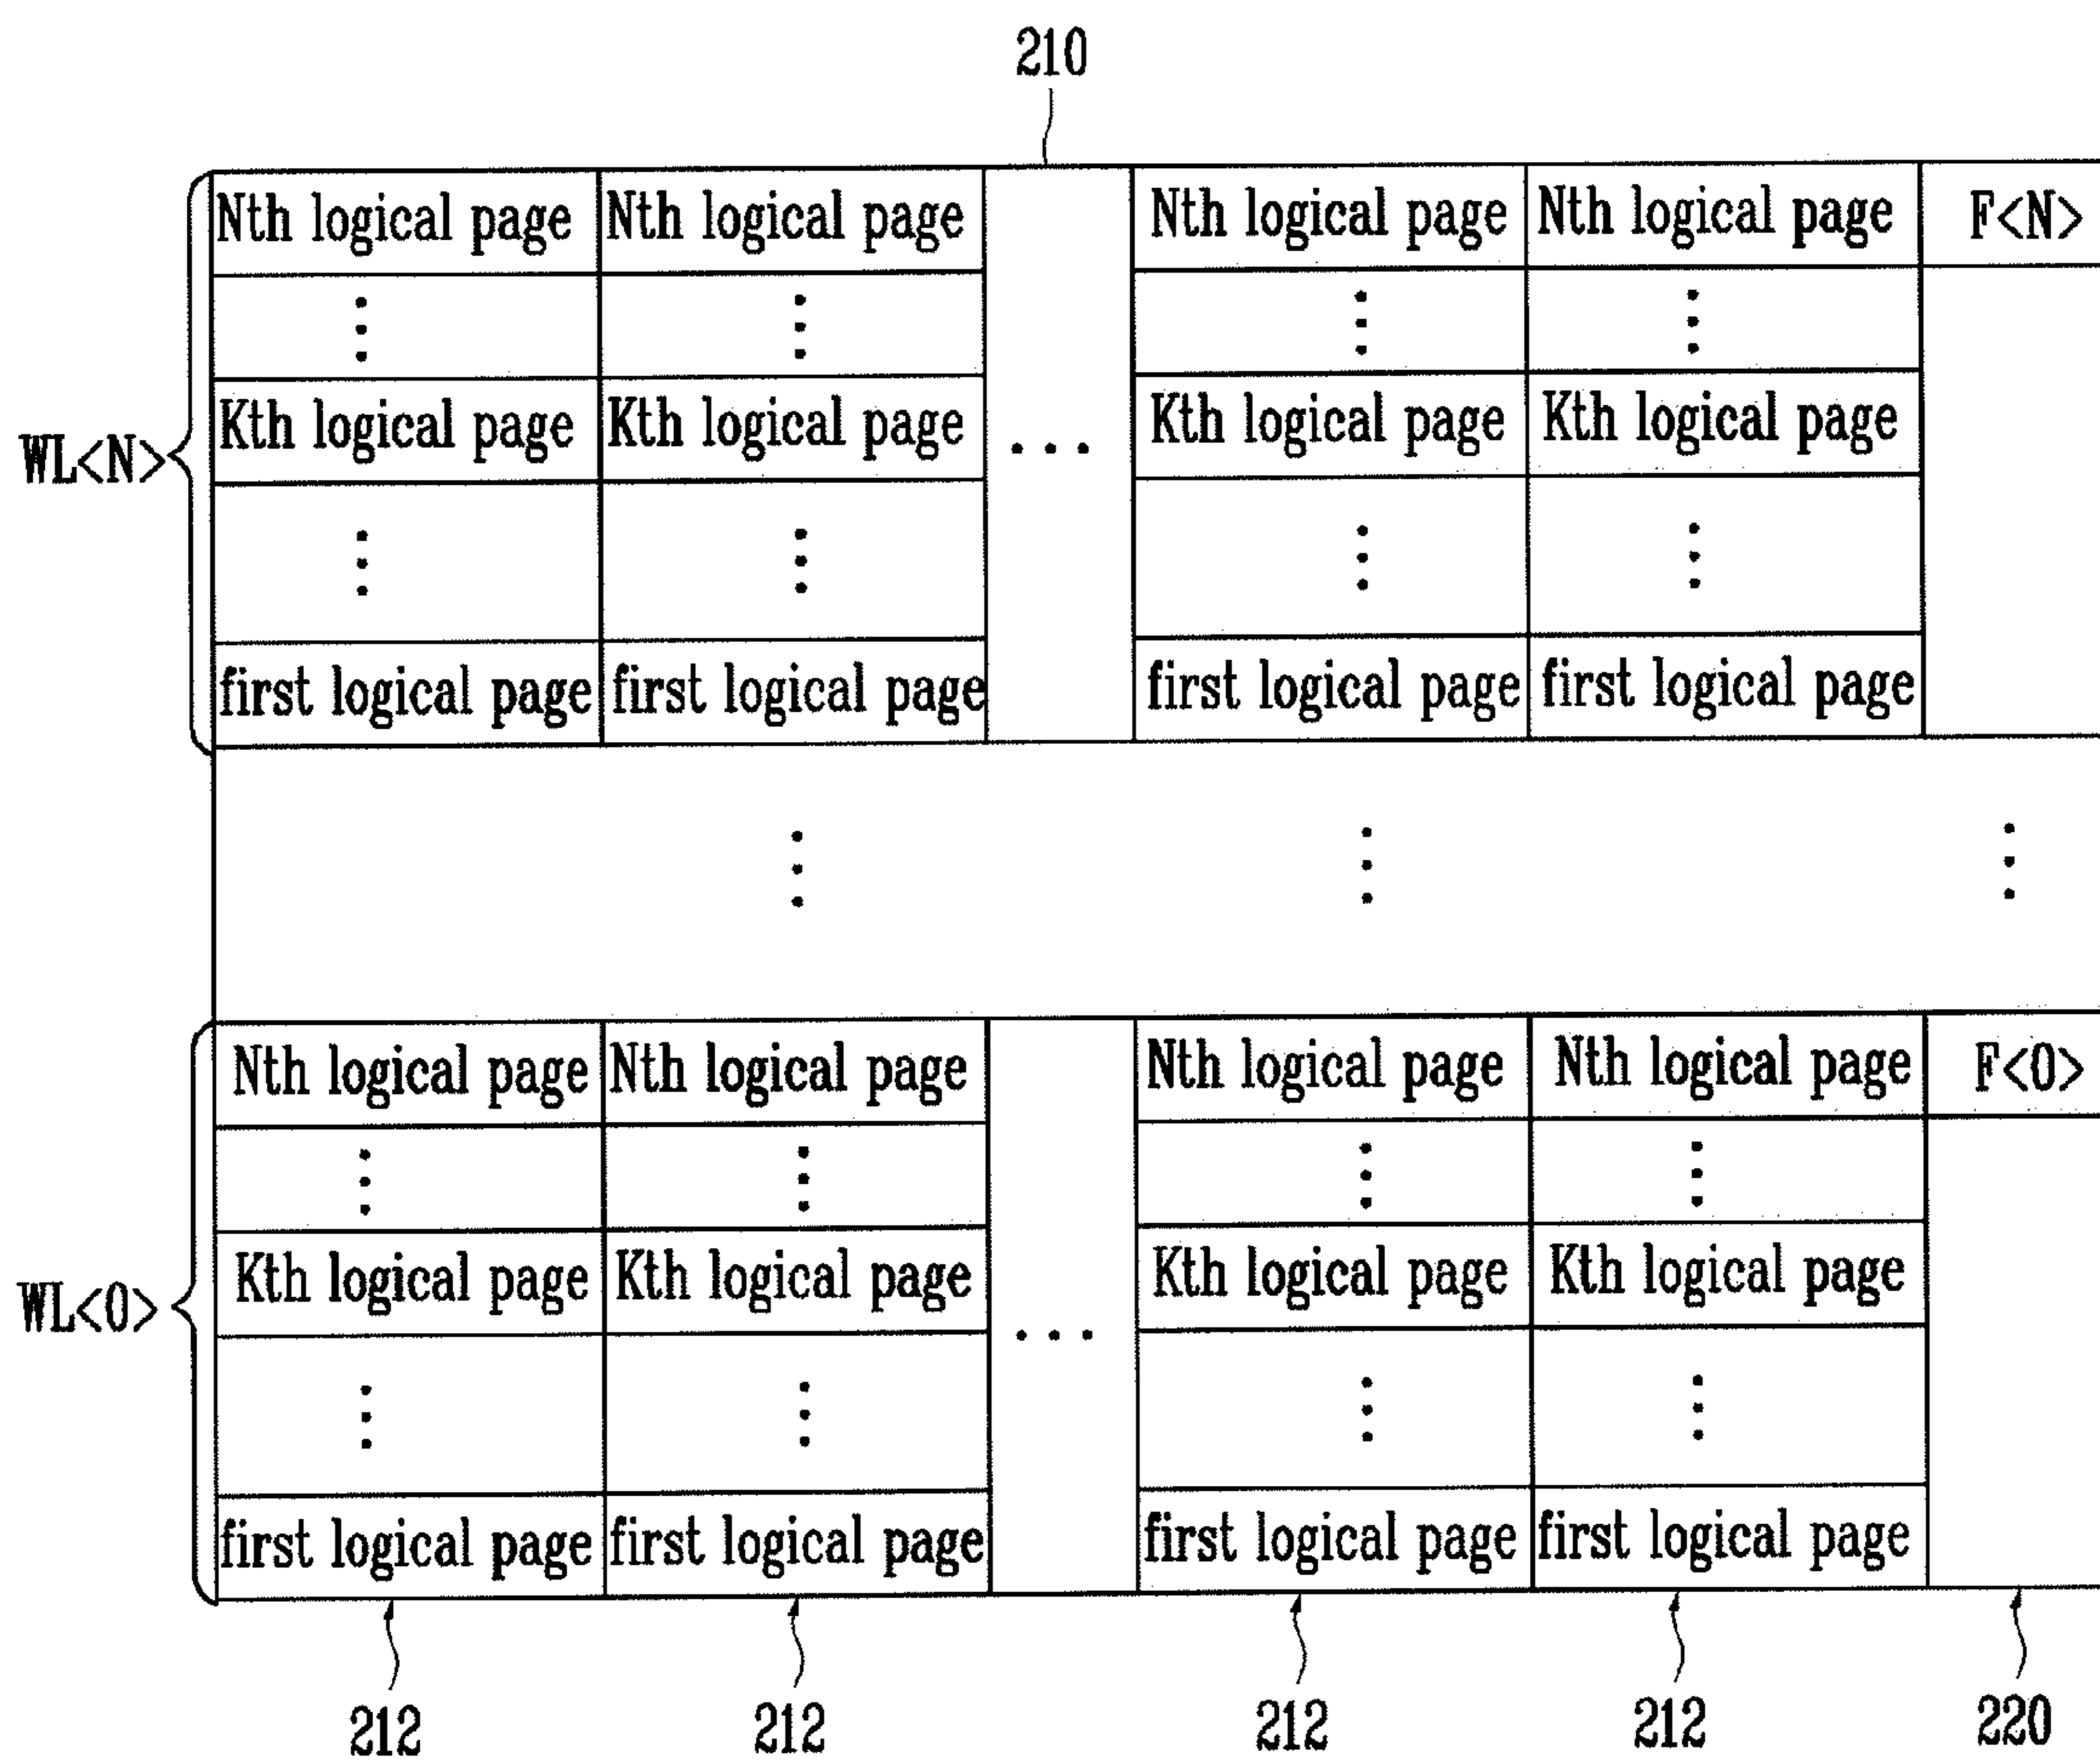 210
Nth logical page Nth logical page Nth logical page Nth logical page F<N>
WL<N> Kth logical page Kth logical page ... Kth logical page Kth logical page
first logical page first logical page first logical page first logical page
Nth logical page Nth logical page Nth logical page Nth logical page F<0>
WL<0> Kth logical page Kth logical page ... Kth logical page Kth logical page
first logical page first logical page first logical page first logical page
212 212 212 212 220